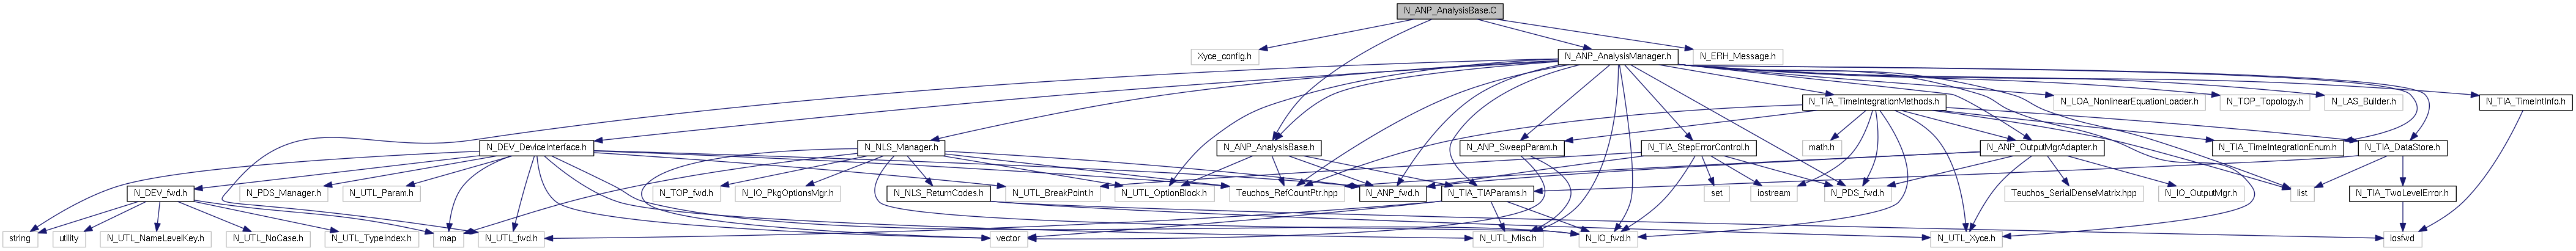 N_ANP_AnalysisBase.C
Xyce_config.h
N_ANP_AnalysisManager.h
N_ERH_Message.h
N_TIA_TimeIntegrationMethods.h
N_LOA_NonlinearEquationLoader.h
N_TOP_Topology.h
N_LAS_Builder.h
N_TIA_TimeIntInfo.h
N_DEV_DeviceInterface.h
N_NLS_Manager.h
N_ANP_AnalysisBase.h
N_ANP_SweepParam.h
math.h
N_TIA_StepErrorControl.h
N_ANP_OutputMgrAdapter.h
N_TIA_TimeIntegrationEnum.h
N_TIA_DataStore.h
N_DEV_fwd.h
N_PDS_Manager.h
N_UTL_Param.h
N_TOP_fwd.h
N_IO_PkgOptionsMgr.h
N_NLS_ReturnCodes.h
N_UTL_BreakPoint.h
N_UTL_OptionBlock.h
Teuchos_RefCountPtr.hpp
N_ANP_fwd.h
N_TIA_TIAParams.h
set
iostream
N_PDS_fwd.h
Teuchos_SerialDenseMatrix.hpp
N_IO_OutputMgr.h
list
N_TIA_TwoLevelError.h
string
utility
N_UTL_NameLevelKey.h
N_UTL_NoCase.h
N_UTL_TypeIndex.h
map
N_UTL_fwd.h
vector
N_UTL_Misc.h
N_IO_fwd.h
N_UTL_Xyce.h
iosfwd